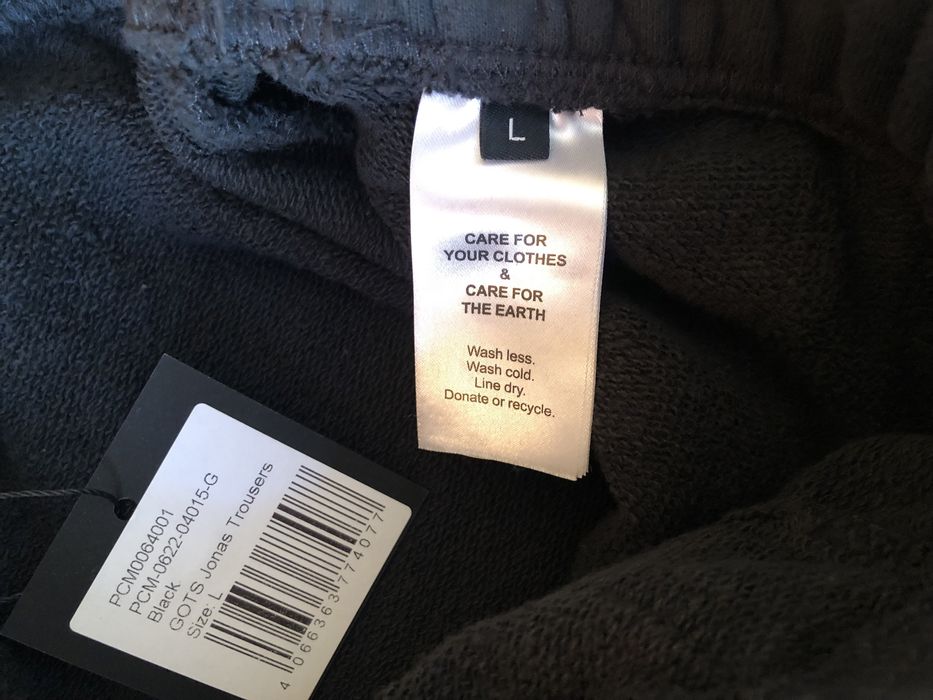 L
CARE FOR
YOUR CLOTHES
&
CARE FOR
THE EARTH
Wash less.
Wash cold.
Line dry.
Donate or recycle.
PCM0064001
PCM-0622-04015-G
Black
GOTS Jonas Trousers
Size: L
4 066363 774077